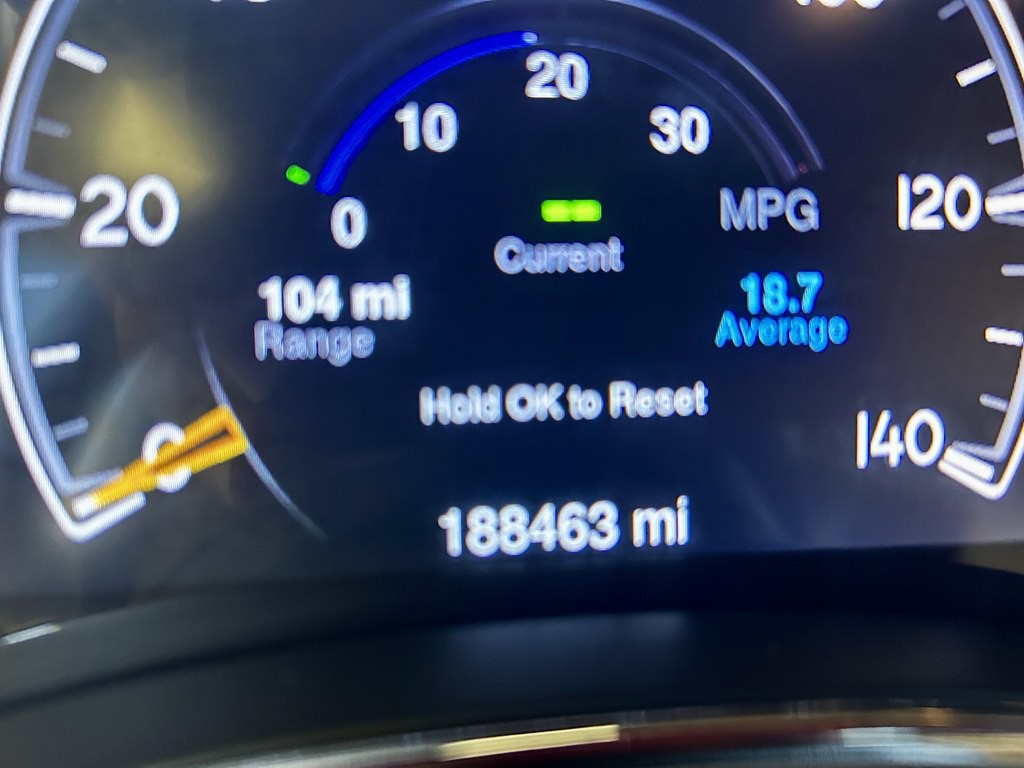 20
10
30
20
0
MPG
120
Current
104 mi
18.7
Range
Average
Hold OK to Reset
140
0
188463 mi